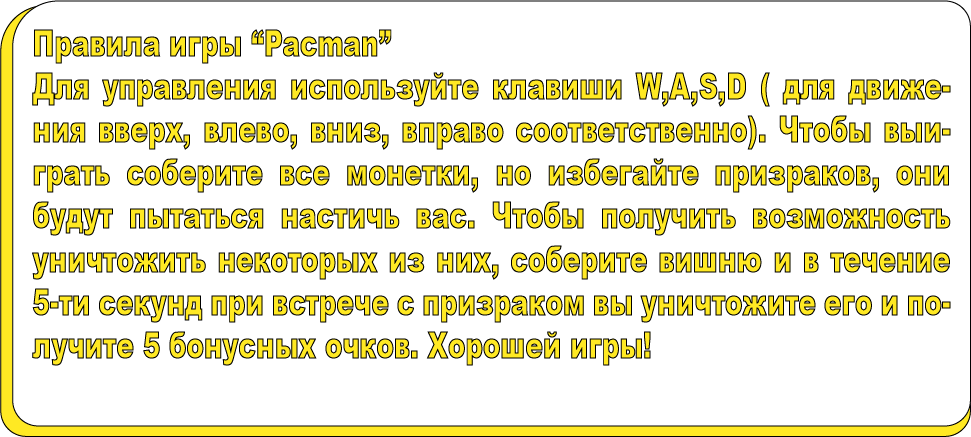 Правила игры “Pacman”
Для управления используйте клавиши W,A,S,D ( для движе-
ния вверх, влево, вниз, вправо соответственно). Чтобы выи-
грать соберите все монетки, но избегайте призраков, они
будут пытаться настичь вас. Чтобы получить возможность
уничтожить некоторых из них, соберите вишню и в течение
5-ти секунд при встрече с призраком вы уничтожите его и по-
лучите 5 бонусных очков. Хорошей игры!